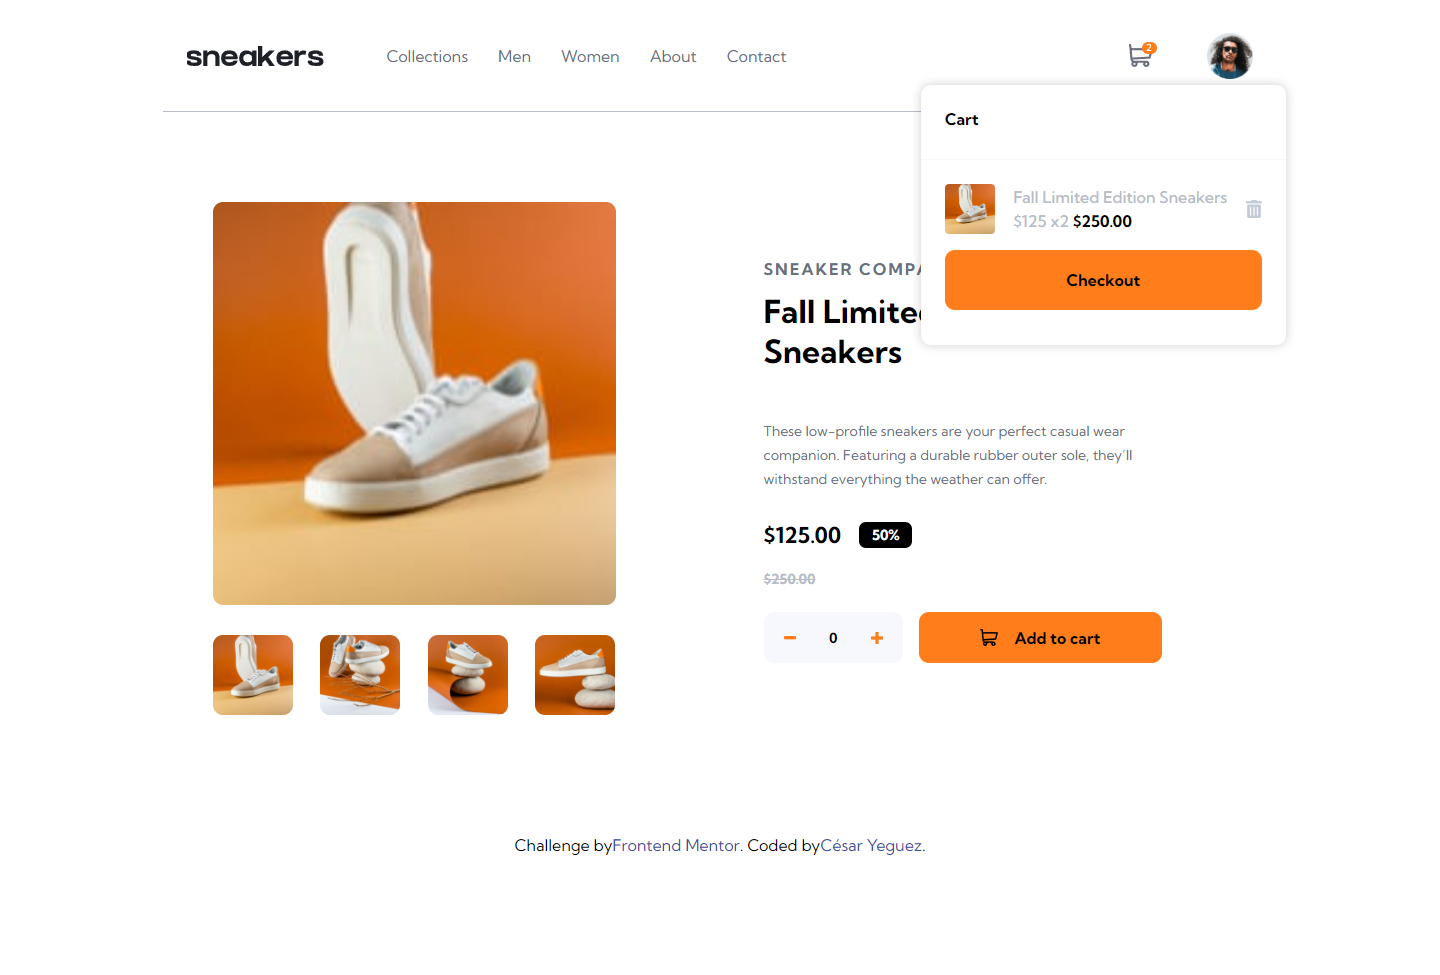 sneakers
Collections Men Women About Contact
2
Cart
Fall Limited Edition Sneakers
$125 x2 $250.00
Checkout
SNEAKER
Fall
Sneakers
These low-profile sneakers are your perfect casual wear
companion. Featuring a durable rubber outer sole, they'll
withstand everything the weather can offer.
$125.00 50%
$250.00
0 Add to cart
Challenge byFrontend Mentor. Coded byCésar Yeguez.